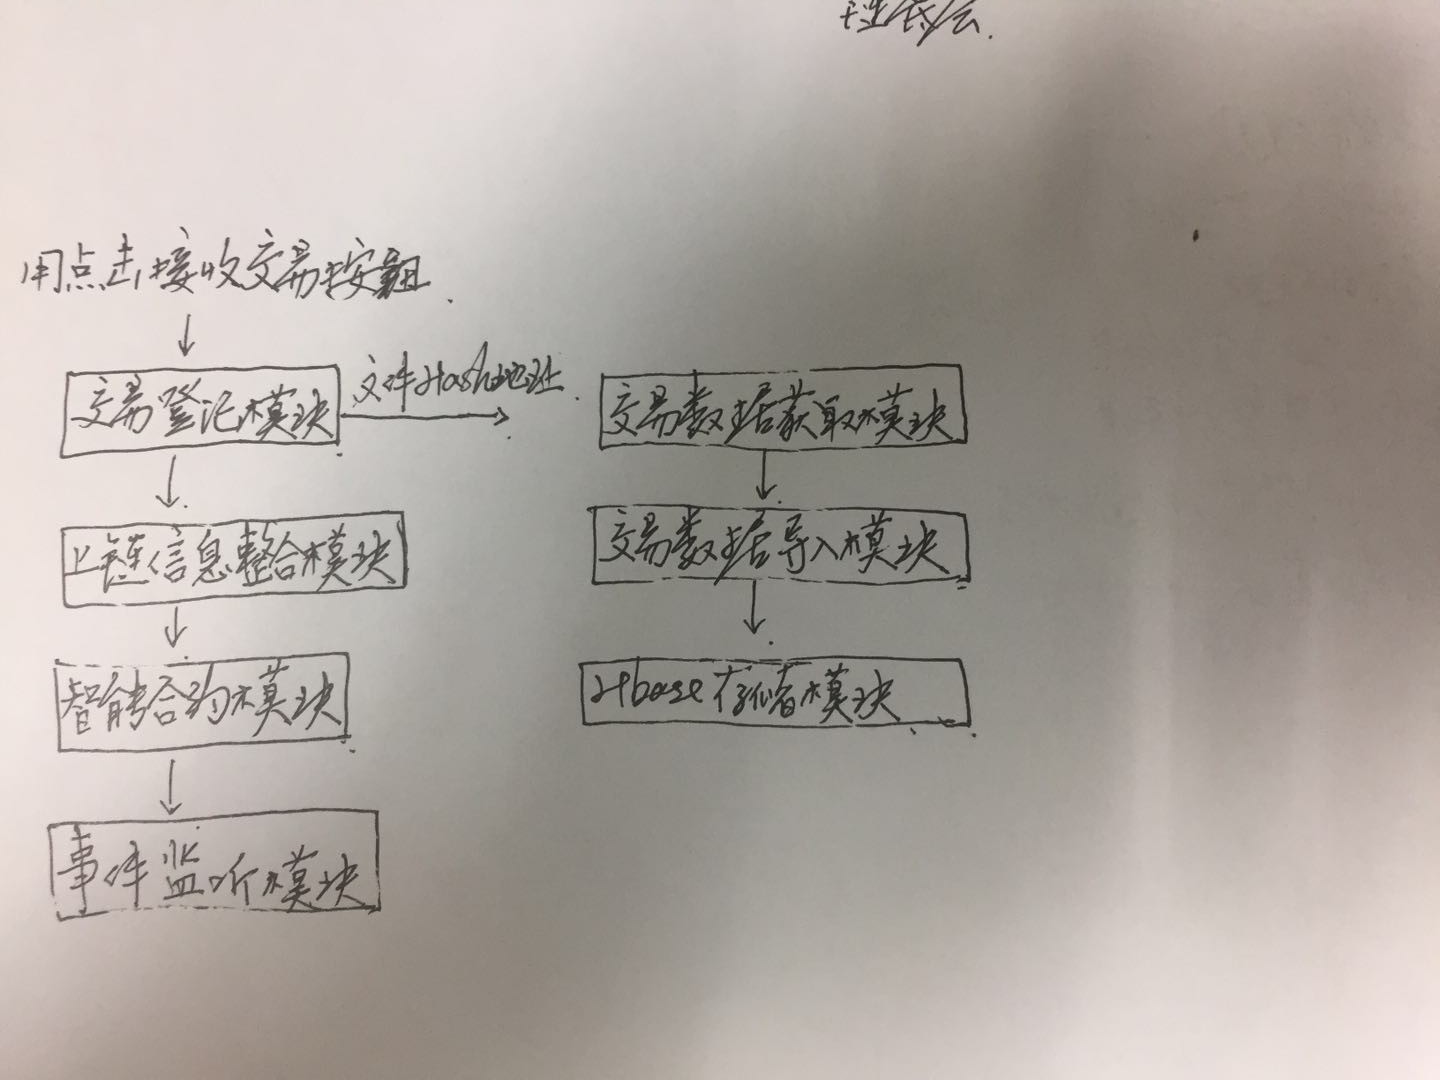 用点击接收交易按钮
交易登记模块
文件Hash地址
交易数据获取模块
上链信息整合模块
交易数据导入模块
智能合约模块
Hbase存储模块
事件监听模块